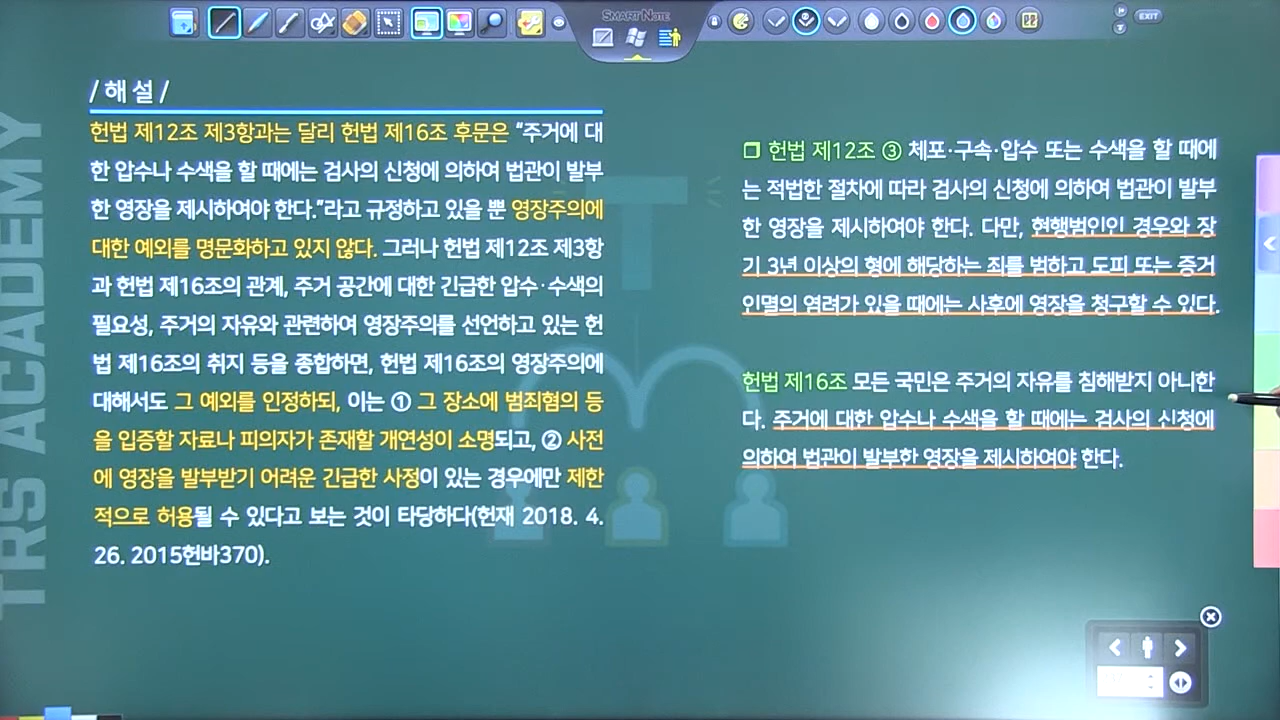 SMART NOTE
EXIT
TRS ACADEMY
/ 해 설 /
헌법 제12조 제3항과는 달리 헌법 제16조 후문은 “주거에 대
한 압수나 수색을 할 때에는 검사의 신청에 의하여 법관이 발부
한 영장을 제시하여야 한다.”라고 규정하고 있을 뿐 영장주의에
대한 예외를 명문화하고 있지 않다. 그러나 헌법 제12조 제3항
과 헌법 제16조의 관계, 주거 공간에 대한 긴급한 압수·수색의
필요성, 주거의 자유와 관련하여 영장주의를 선언하고 있는 헌
법 제16조의 취지 등을 종합하면, 헌법 제16조의 영장주의에
대해서도 그 예외를 인정하되, 이는 ① 그 장소에 범죄혐의 등
을 입증할 자료나 피의자가 존재할 개연성이 소명되고, ② 사전
에 영장을 발부받기 어려운 긴급한 사정이 있는 경우에만 제한
적으로 허용될 수 있다고 보는 것이 타당하다(헌재 2018. 4.
26. 2015헌바370).
❒ 헌법 제12조 ③ 체포·구속·압수 또는 수색을 할 때에
는 적법한 절차에 따라 검사의 신청에 의하여 법관이 발부
한 영장을 제시하여야 한다. 다만, 현행범인인 경우와 장
기 3년 이상의 형에 해당하는 죄를 범하고 도피 또는 증거
인멸의 염려가 있을 때에는 사후에 영장을 청구할 수 있다.
헌법 제16조 모든 국민은 주거의 자유를 침해받지 아니한
다. 주거에 대한 압수나 수색을 할 때에는 검사의 신청에
의하여 법관이 발부한 영장을 제시하여야 한다.